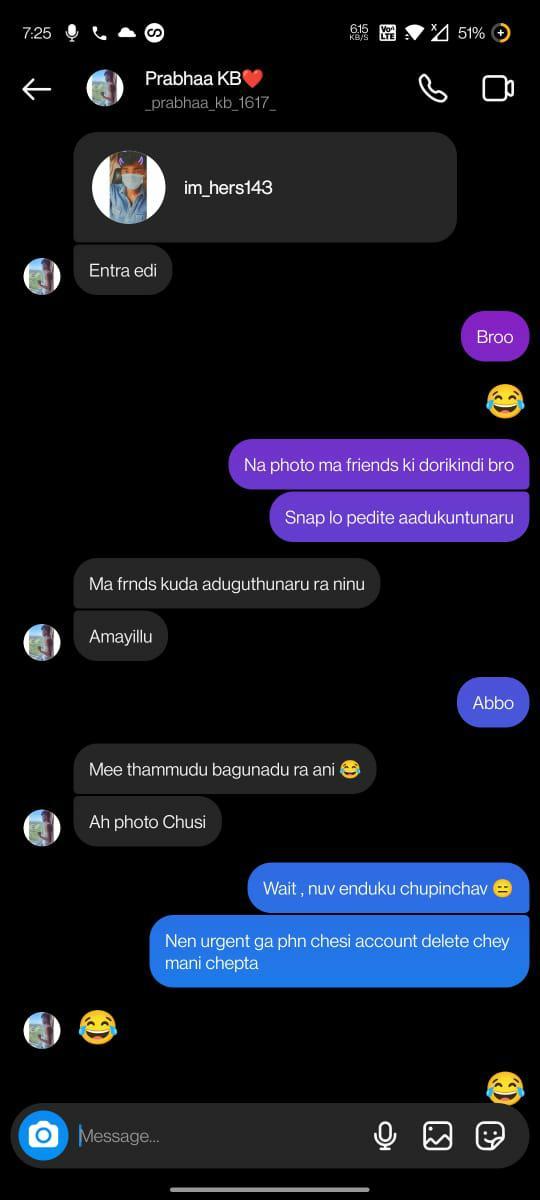 7:25
6.15 KB/S
Vo) LTE
X
51%
Prabhaa KB❤️
_prabhaa_kb_1617_
im_hers143
Entra edi
Broo
😂
Na photo ma friends ki dorikindi bro
Snap lo pedite aadukuntunaru
Ma frnds kuda aduguthunaru ra ninu
Amayillu
Abbo
Mee thammudu bagunadu ra ani 😂
Ah photo Chusi
Wait , nuv enduku chupinchav 😑
Nen urgent ga phn chesi account delete chey
mani chepta
😂
😂
Message...